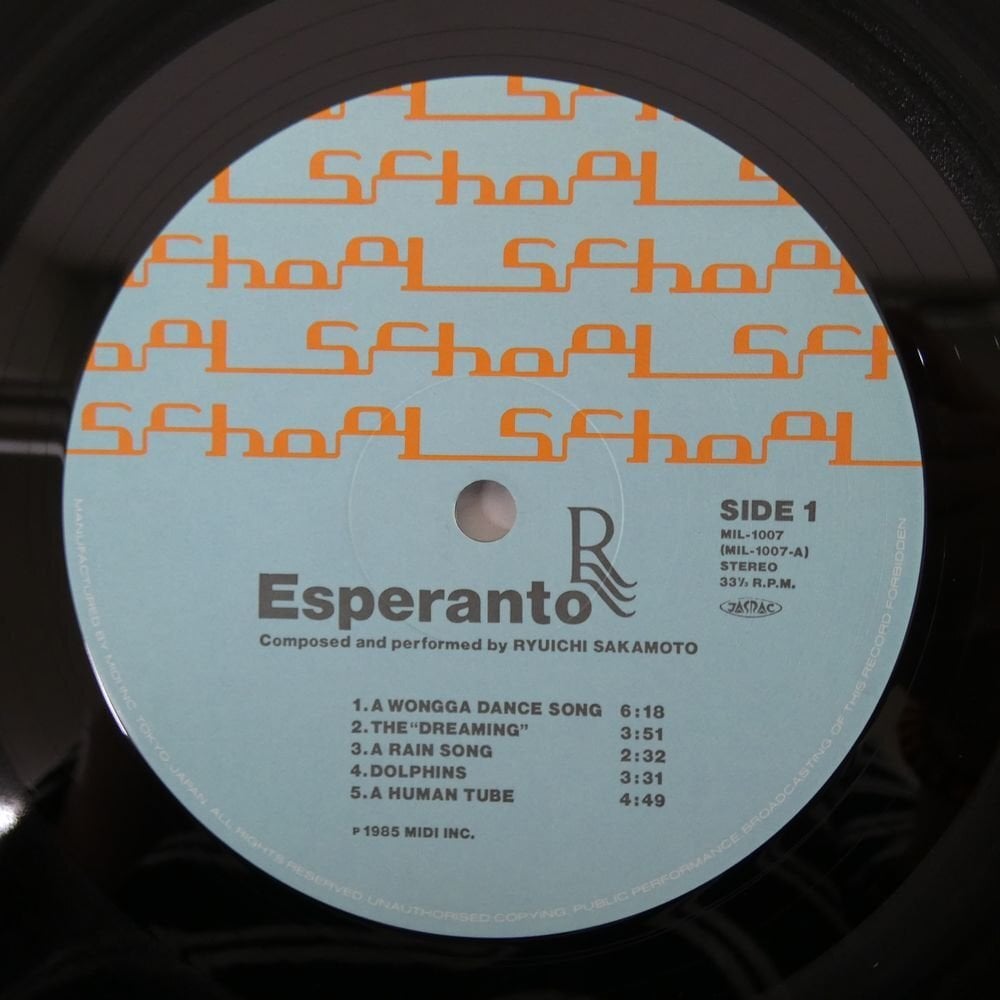 School
School School
School School
School School
SIDE 1
MIL-1007
(MIL-1007-A)
STEREO
33⅓ R.P.M.
JASRAC
R
Esperanto
Composed and performed by RYUICHI SAKAMOTO
1. A WONGGA DANCE SONG 6:18
2. THE "DREAMING" 3:51
3. A RAIN SONG 2:32
4. DOLPHINS 3:31
5. A HUMAN TUBE 4:49
℗ 1985 MIDI INC.
MANUFACTURED BY MIDI INC. TOKYO JAPAN. ALL RIGHTS RESERVED. UNAUTHORISED COPYING, PUBLIC PERFORMANCE, BROADCASTING OF THIS RECORD FORBIDDEN